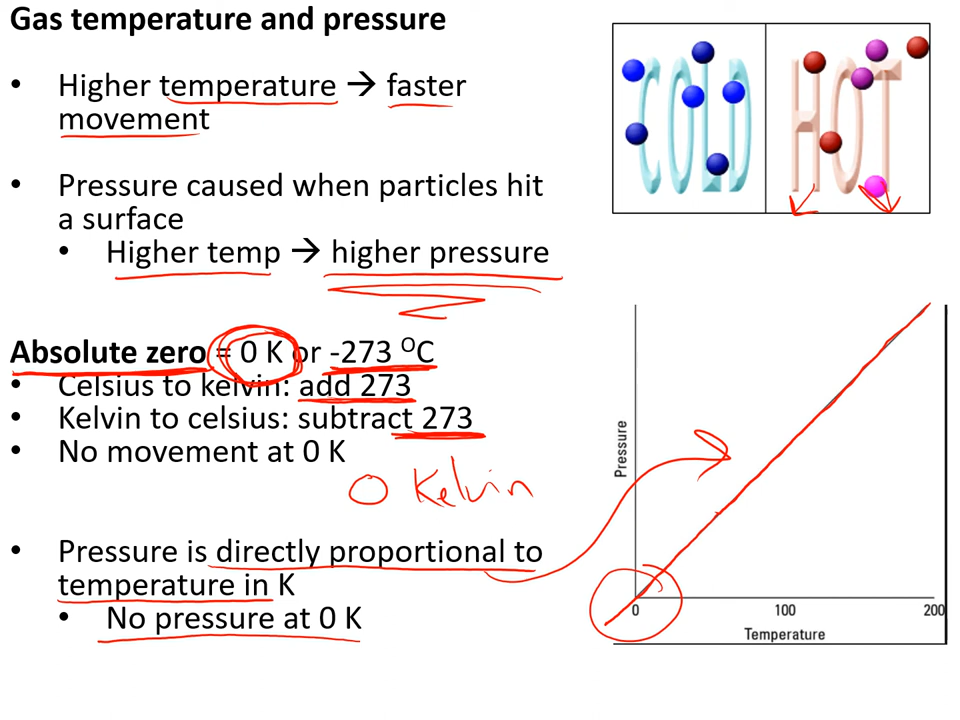 Gas temperature and pressure
• Higher temperature → faster
movement
• Pressure caused when particles hit
a surface
• Higher temp → higher pressure
Absolute zero = 0 K or -273 ᴼC
• Celsius to kelvin: add 273
• Kelvin to celsius: subtract 273
• No movement at 0 K
0 Kelvin
• Pressure is directly proportional to
temperature in K
• No pressure at 0 K
COLD
HOT
Pressure
0 100 200
Temperature